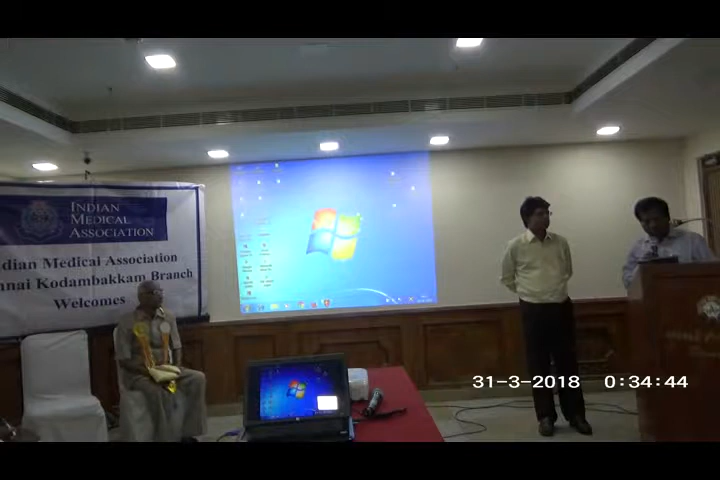 INDIAN
MEDICAL
ASSOCIATION
dian Medical Association
nnai Kodambakkam Branch
Welcomes
31-3-2018 0:34:44